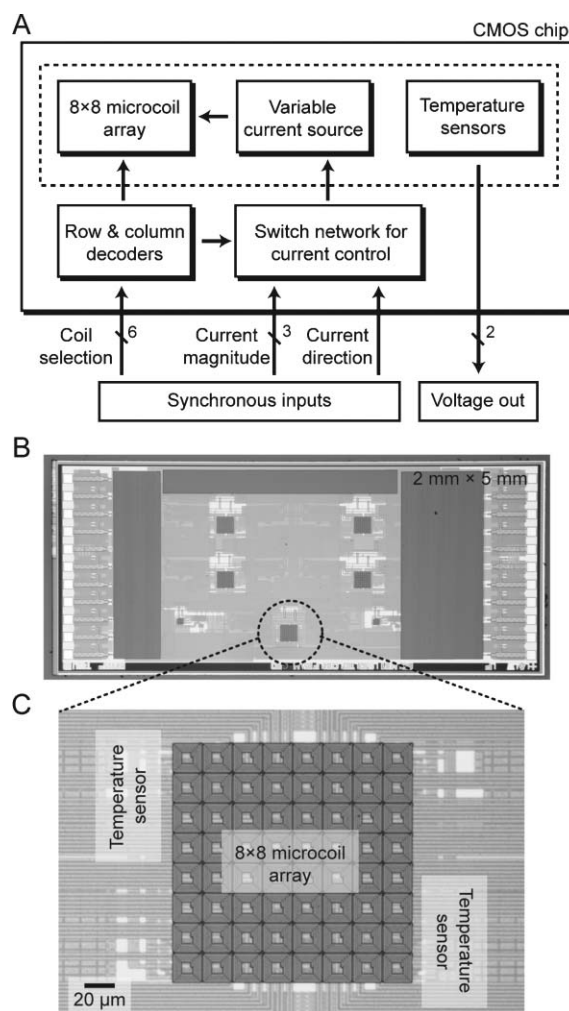 A
CMOS chip
8×8 microcoil
array
Variable
current source
Temperature
sensors
Row & column
decoders
Switch network for
current control
Coil
selection
6
Current
magnitude
3
Current
direction
2
Synchronous inputs
Voltage out
B
2 mm × 5 mm
C
Temperature
sensor
8×8 microcoil
array
Temperature
sensor
20 µm